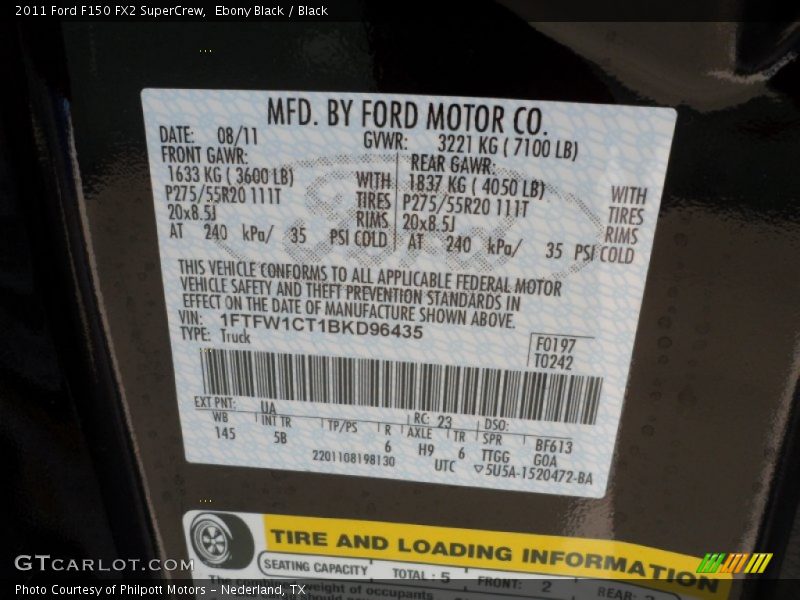 2011 Ford F150 FX2 SuperCrew,  Ebony Black / Black
MFD. BY FORD MOTOR CO.
DATE: 08/11 GVWR: 3221 KG ( 7100 LB)
FRONT GAWR: REAR GAWR:
1633 KG ( 3600 LB) WITH 1837 KG ( 4050 LB) WITH
P275/55R20 111T TIRES P275/55R20 111T TIRES
20x8.5J RIMS 20x8.5J RIMS
AT 240 kPa/ 35 PSI COLD AT 240 kPa/ 35 PSI COLD
THIS VEHICLE CONFORMS TO ALL APPLICABLE FEDERAL MOTOR
VEHICLE SAFETY AND THEFT PREVENTION STANDARDS IN
EFFECT ON THE DATE OF MANUFACTURE SHOWN ABOVE.
VIN: 1FTFW1CT1BKD96435
TYPE: Truck
F0197
T0242
EXT PNT: UA RC: 23 DSO:
WB INT TR TP/PS R AXLE TR SPR BF613
145 5B 6 H9 6 TTGG GOA
2201108198130 UTC ▽5U5A-1520472-BA
TIRE AND LOADING INFORMATION
SEATING CAPACITY TOTAL : 5 FRONT: 2 REAR:
weight of occupants
GTCARLOT.COM
Photo Courtesy of Philpott Motors - Nederland, TX